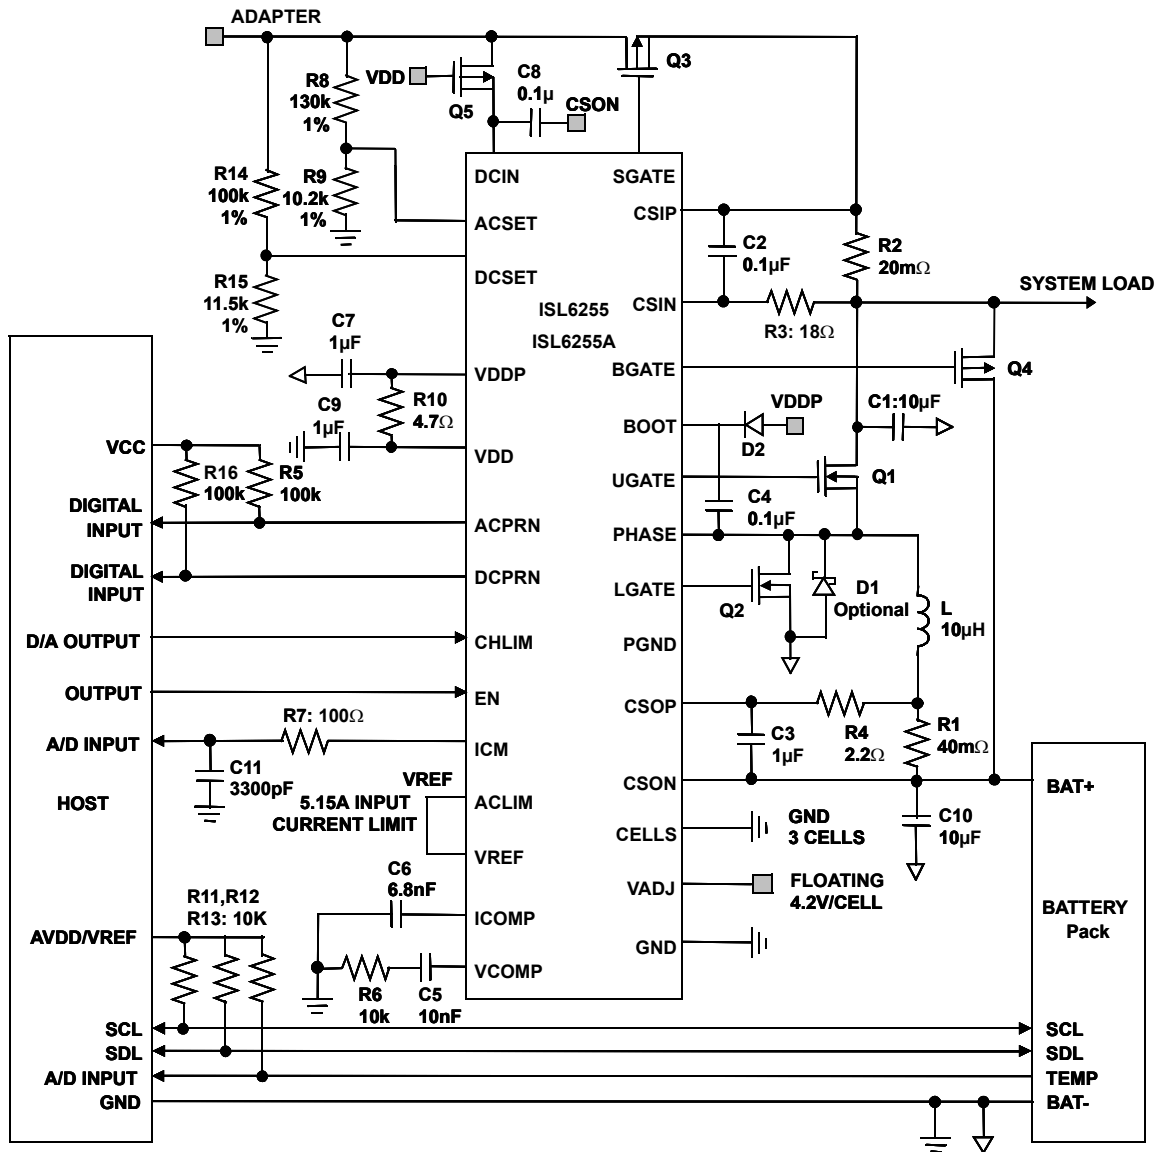 ADAPTER
R8
130k
1%
VDD
Q5
C8
0.1µ
CSON
Q3
R14
100k
1%
R9
10.2k
1%
R15
11.5k
1%
DCIN
ACSET
DCSET
SGATE
CSIP
CSIN
ISL6255
ISL6255A
C2
0.1µF
R2
20mΩ
SYSTEM LOAD
R3: 18Ω
C7
1µF
VDDP
R10
4.7Ω
C9
1µF
VDD
BGATE
Q4
BOOT
VDDP
D2
C1:10µF
UGATE
Q1
C4
0.1µF
PHASE
VCC
R16
100k
R5
100k
DIGITAL
INPUT
ACPRN
DIGITAL
INPUT
DCPRN
LGATE
Q2
D1
Optional
L
10µH
PGND
D/A OUTPUT
CHLIM
OUTPUT
EN
CSOP
R4
2.2Ω
R1
40mΩ
C3
1µF
R7: 100Ω
A/D INPUT
ICM
C11
3300pF
CSON
BAT+
HOST
VREF
5.15A INPUT
CURRENT LIMIT
ACLIM
VREF
CELLS
GND
3 CELLS
C10
10µF
C6
6.8nF
VADJ
FLOATING
4.2V/CELL
R11,R12
R13: 10K
ICOMP
GND
BATTERY
Pack
AVDD/VREF
VCOMP
R6
10k
C5
10nF
SCL
SCL
SDL
SDL
A/D INPUT
TEMP
GND
BAT-